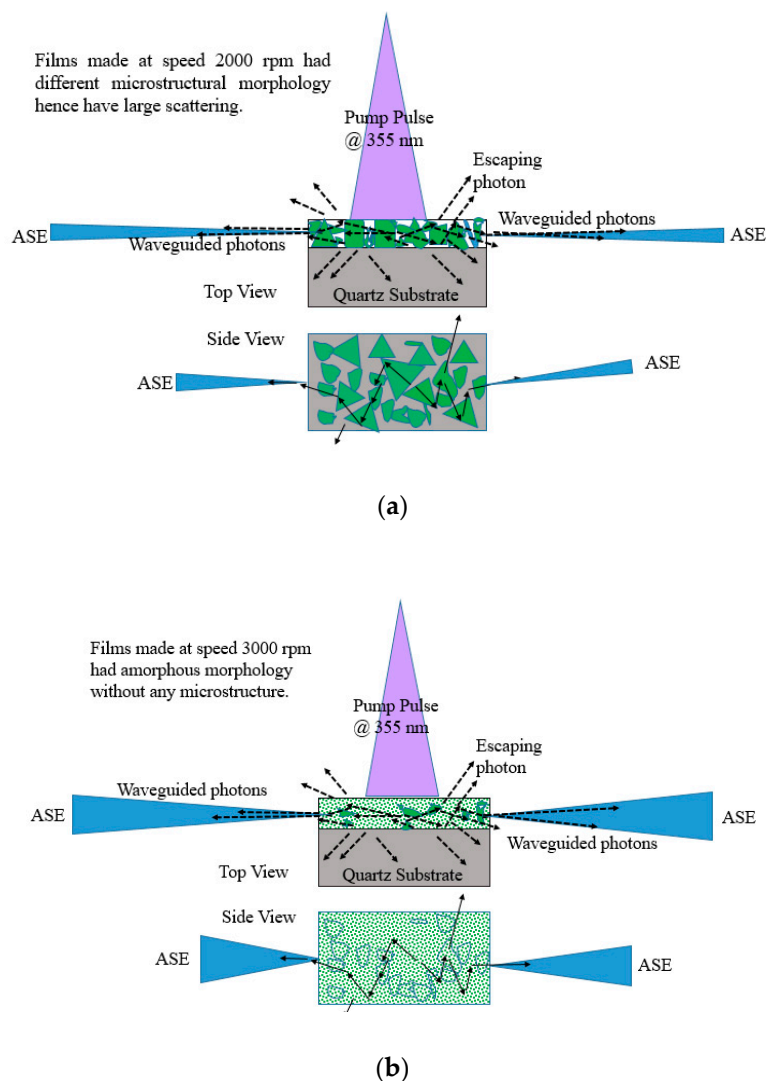 Films made at speed 2000 rpm had
different microstructural morphology
hence have large scattering.
Pump Pulse
@ 355 nm
Escaping
photon
Waveguided photons
ASE
Waveguided photons
ASE
Top View
Quartz Substrate
Side View
ASE
ASE
(a)
Films made at speed 3000 rpm
had amorphous morphology
without any microstructure.
Pump Pulse
@ 355 nm
Escaping
photon
Waveguided photons
ASE
ASE
Waveguided photons
Top View
Quartz Substrate
Side View
ASE
ASE
(b)